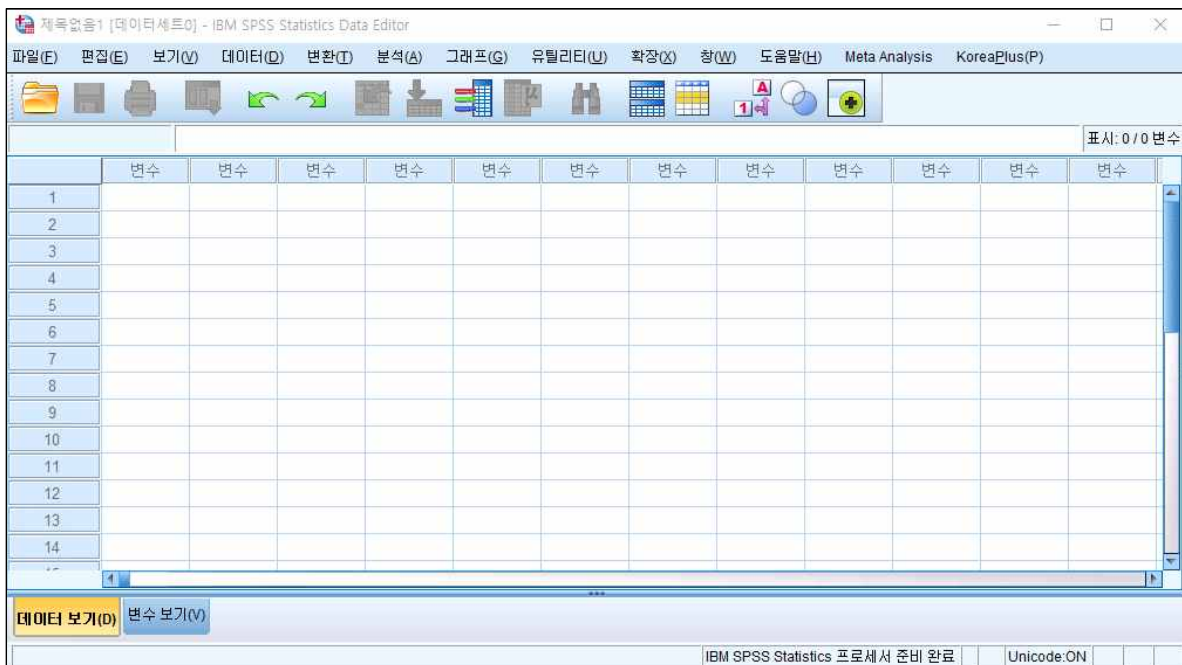 제목없음1 [데이터세트0] - IBM SPSS Statistics Data Editor
파일(F) 편집(E) 보기(V) 데이터(D) 변환(T) 분석(A) 그래프(G) 유틸리티(U) 확장(X) 창(W) 도움말(H) Meta Analysis KoreaPlus(P)
표시: 0 / 0 변수
변수 변수 변수 변수 변수 변수 변수 변수 변수 변수 변수 변수
1
2
3
4
5
6
7
8
9
10
11
12
13
14
데이터 보기(D) 변수 보기(V)
IBM SPSS Statistics 프로세서 준비 완료 Unicode:ON